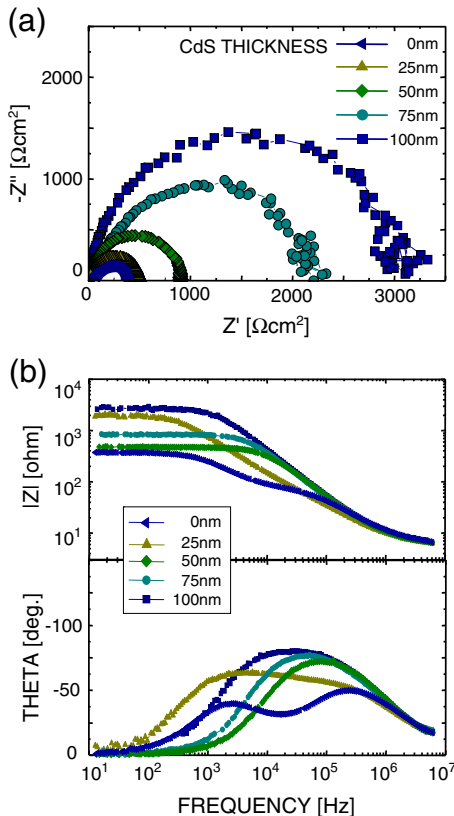 (a)
CdS THICKNESS
0nm
25nm
50nm
75nm
100nm
2000
1000
0
-Z'' [Ωcm²]
0 1000 2000 3000
Z' [Ωcm²]
(b)
10⁴
10³
10²
10¹
|Z| [ohm]
0nm
25nm
50nm
75nm
100nm
-100
-50
0
THETA [deg.]
10¹ 10² 10³ 10⁴ 10⁵ 10⁶ 10⁷
FREQUENCY [Hz]